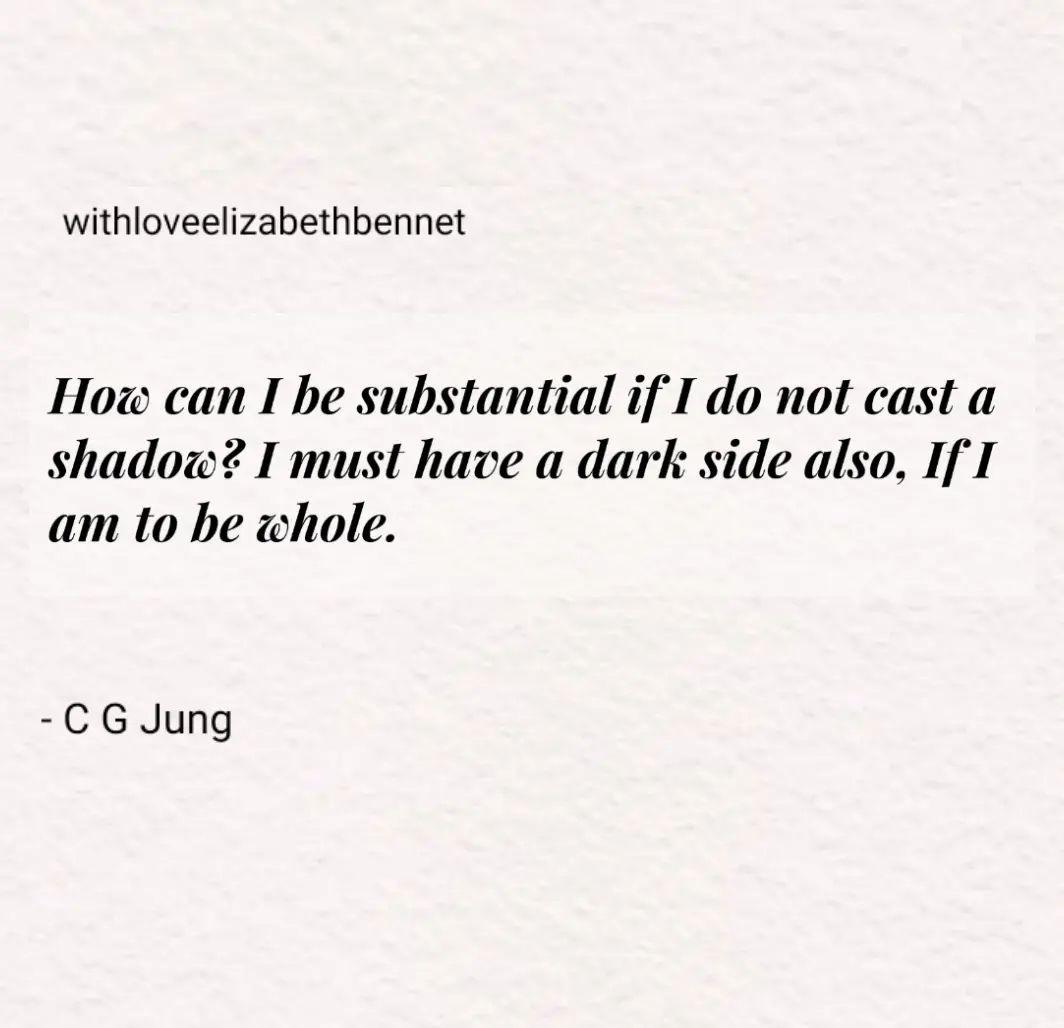 withloveelizabethbennet
How can I be substantial if I do not cast a
shadow? I must have a dark side also, If I
am to be whole.
- C G Jung